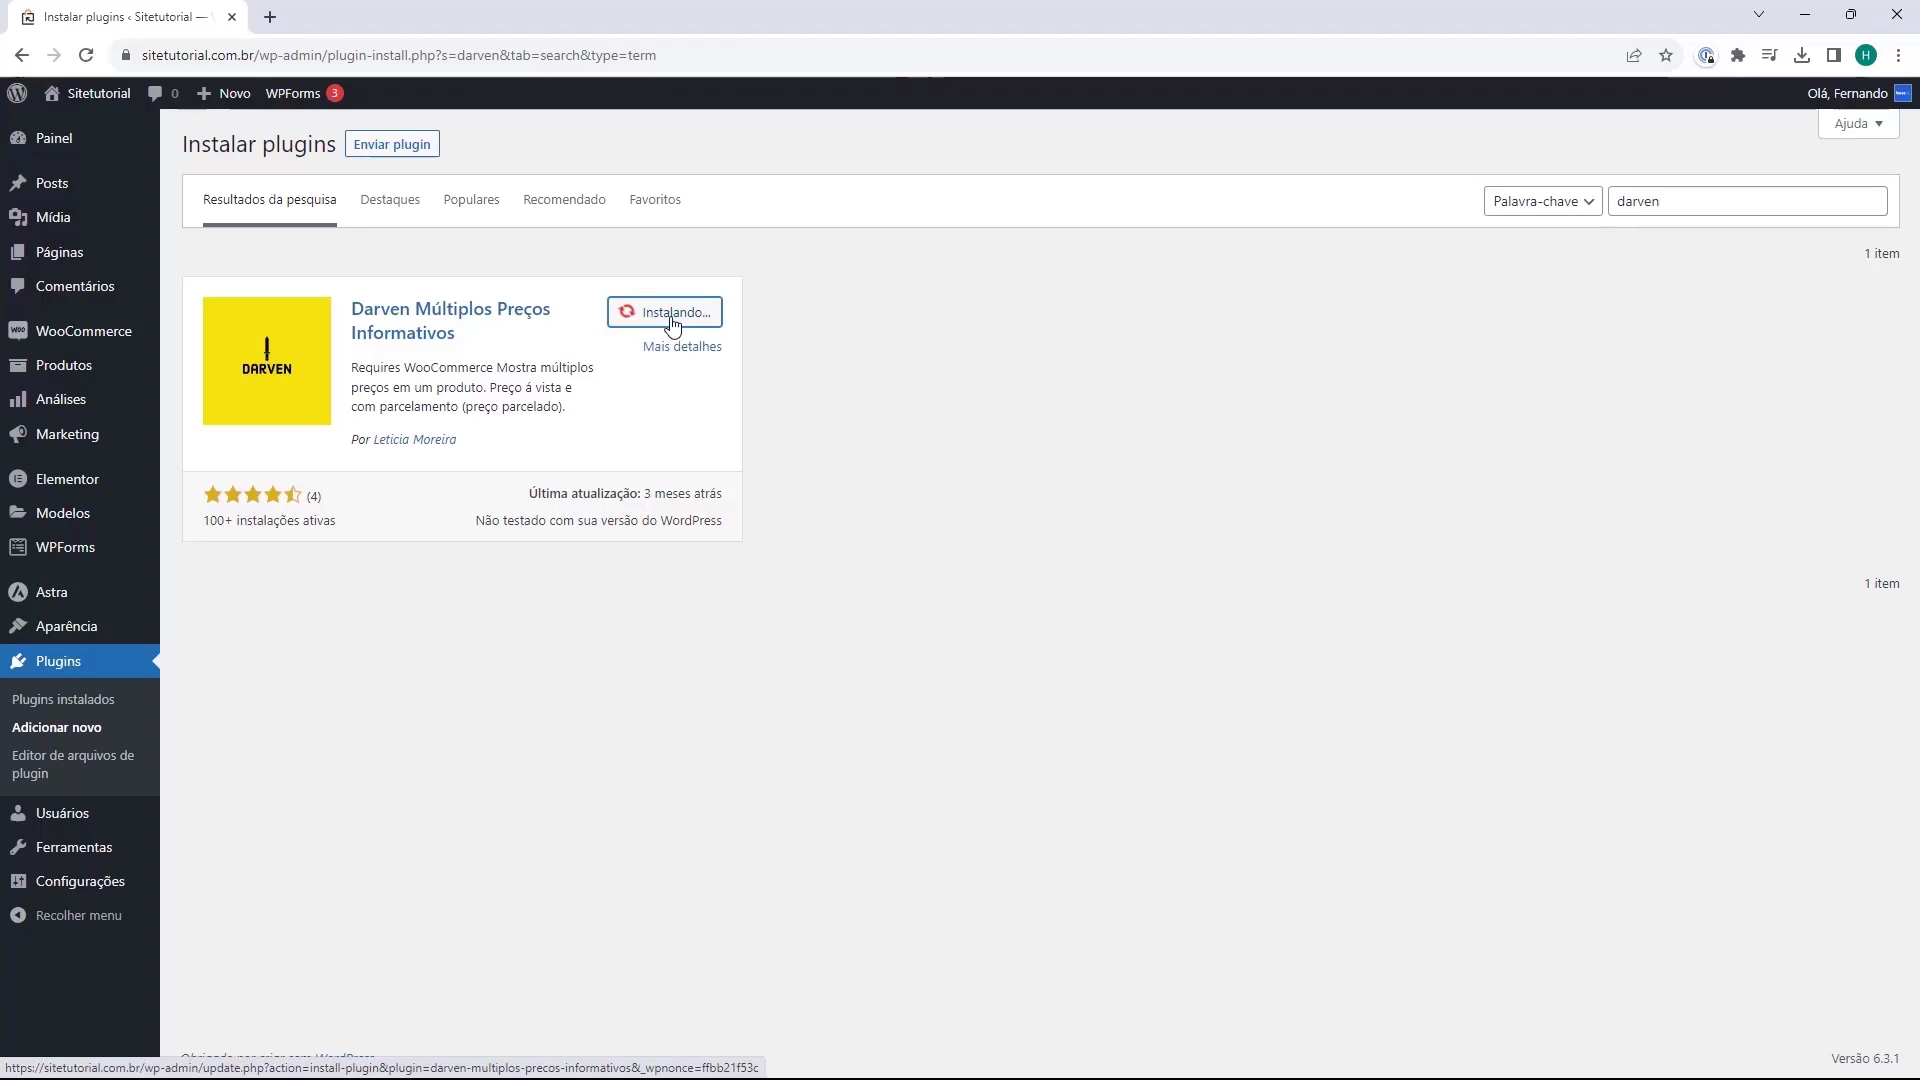 Instalar plugins ‹ Sitetutorial —
sitetutorial.com.br/wp-admin/plugin-install.php?s=darven&tab=search&type=term
H
Sitetutorial
0
Novo
WPForms 3
Olá, Fernando
Painel
Posts
Mídia
Páginas
Comentários
WooCommerce
Produtos
Análises
Marketing
Elementor
Modelos
WPForms
Astra
Aparência
Plugins
Plugins instalados
Adicionar novo
Editor de arquivos de
plugin
Usuários
Ferramentas
Configurações
Recolher menu
Ajuda
Instalar plugins
Enviar plugin
Resultados da pesquisa
Destaques
Populares
Recomendado
Favoritos
Palavra-chave
darven
1 item
DARVEN
Darven Múltiplos Preços
Informativos
Instalando...
Mais detalhes
Requires WooCommerce Mostra múltiplos
preços em um produto. Preço á vista e
com parcelamento (preço parcelado).
Por Leticia Moreira
(4)
Última atualização: 3 meses atrás
100+ instalações ativas
Não testado com sua versão do WordPress
1 item
Obrigado por criar com WordPress
Versão 6.3.1
https://sitetutorial.com.br/wp-admin/update.php?action=install-plugin&plugin=darven-multiplos-precos-informativos&_wpnonce=ffbb21f53c